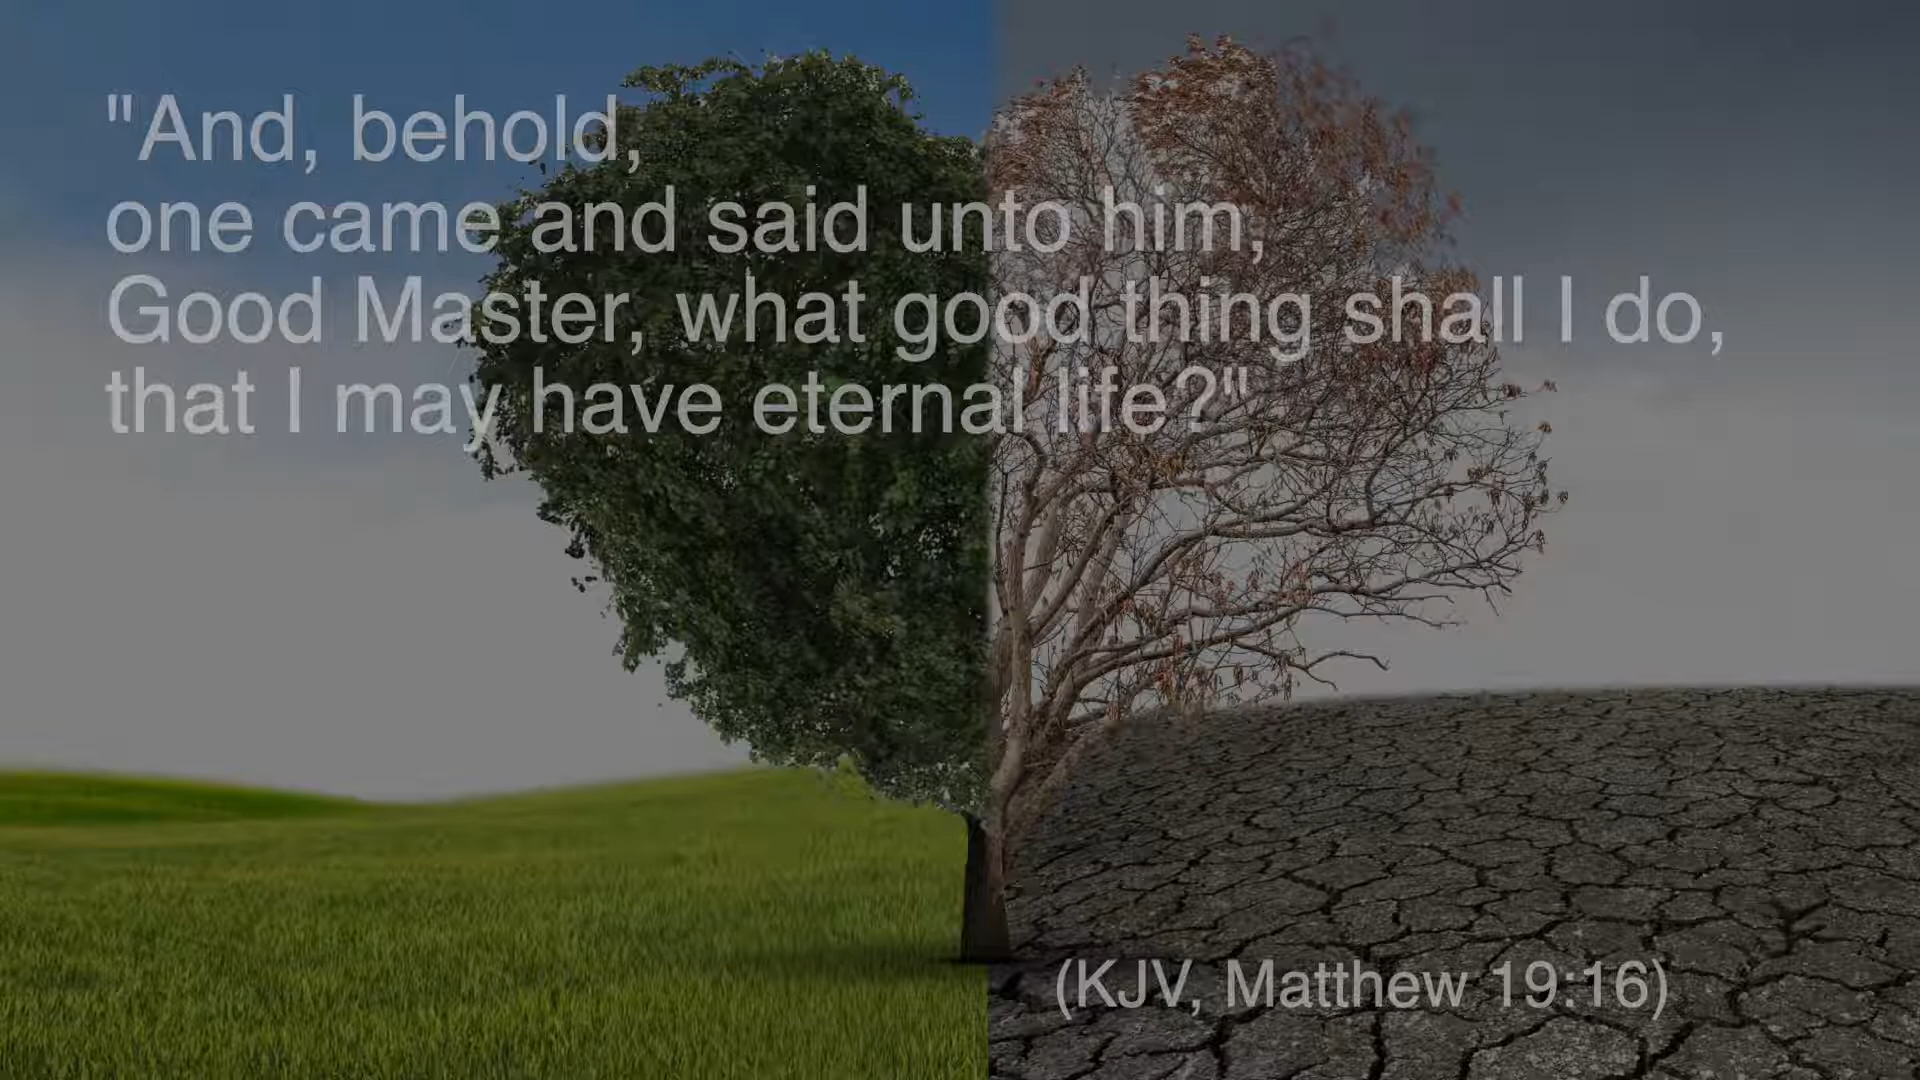 "And, behold,
one came and said unto him,
Good Master, what good thing shall I do,
that I may have eternal life?"
(KJV, Matthew 19:16)